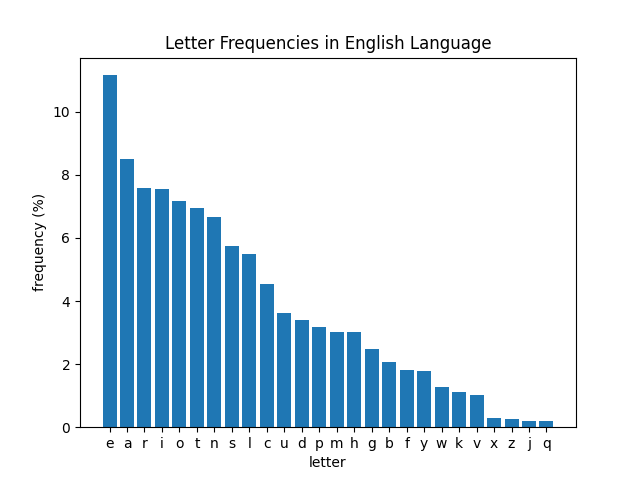 Letter Frequencies in English Language
frequency (%)
10
8
6
4
2
0
e a r i o t n s l c u d p m h g b f y w k v x z j q
letter